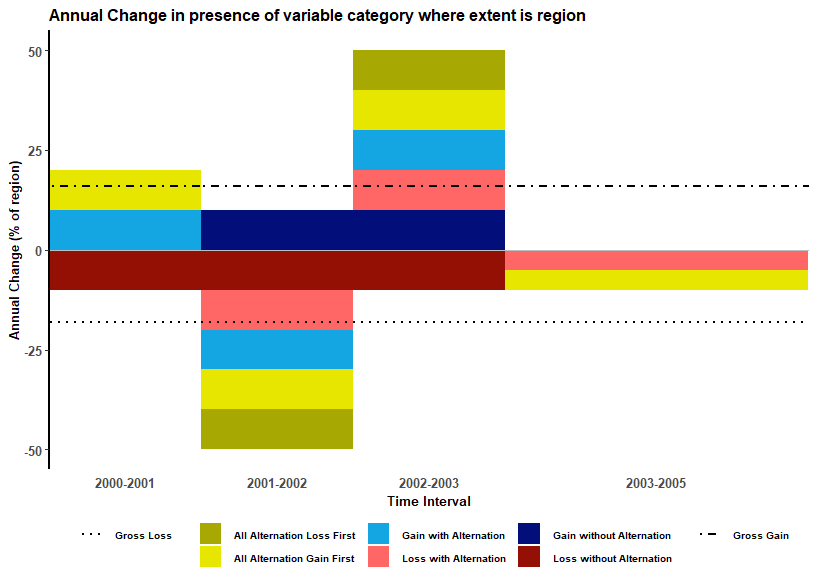 Annual Change in presence of variable category where extent is region
Annual Change (% of region)
50
25
0
-25
-50
2000-2001 2001-2002 2002-2003 2003-2005
Time Interval
Gross Loss All Alternation Loss First Gain with Alternation Gain without Alternation Gross Gain
All Alternation Gain First Loss with Alternation Loss without Alternation